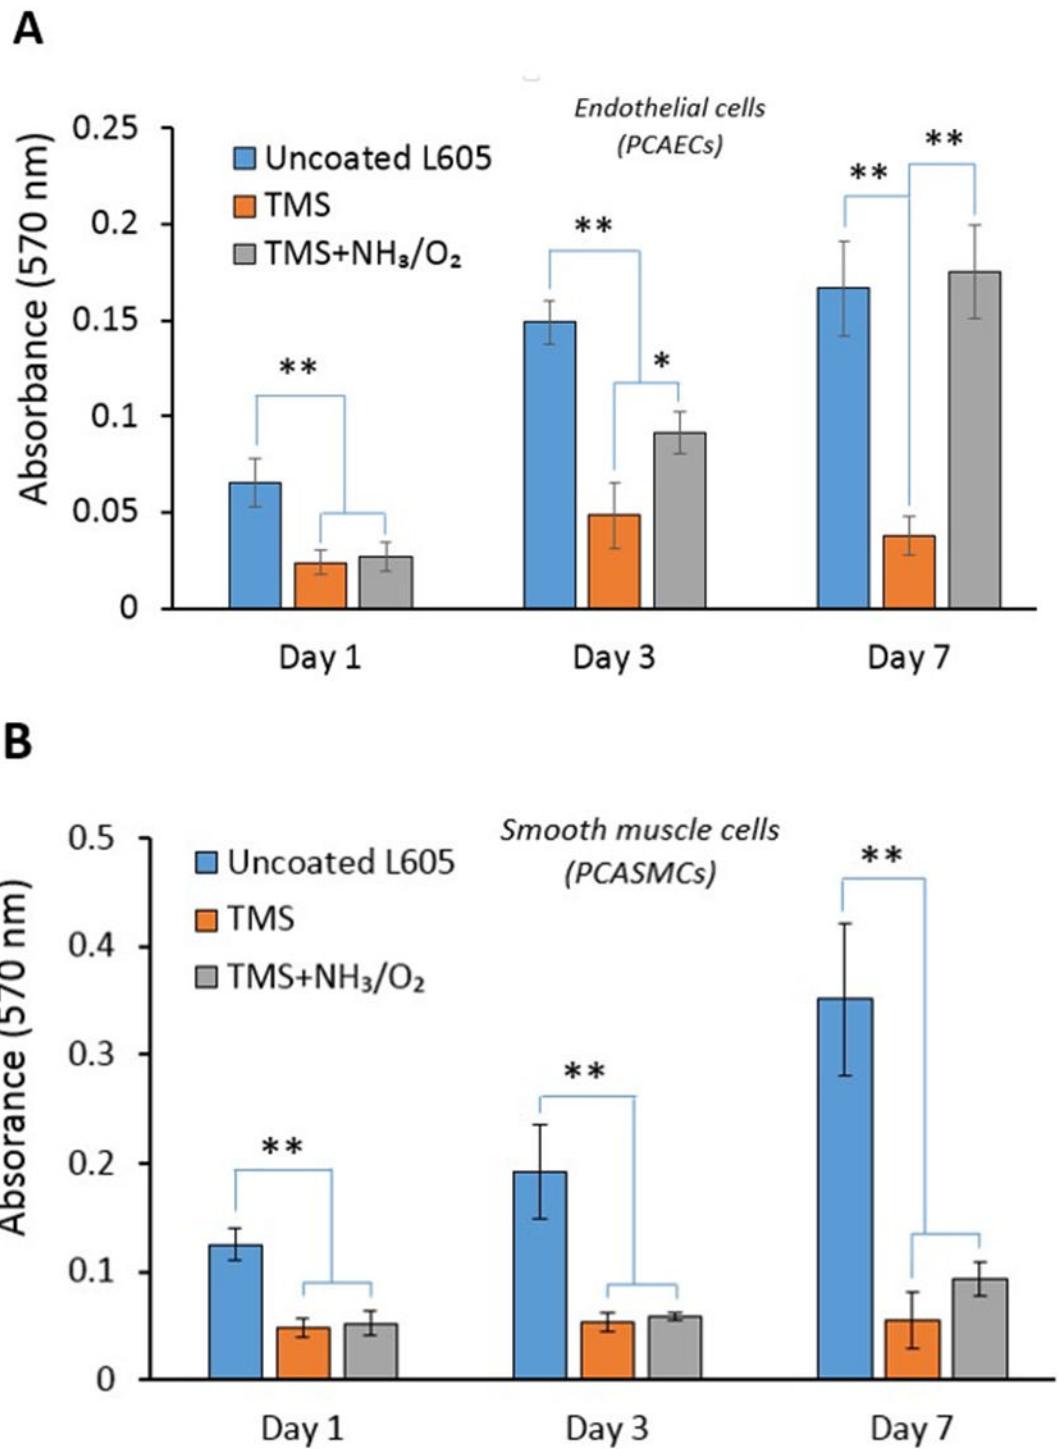 A
Endothelial cells
(PCAECs)
Absorbance (570 nm)
0.25
0.2
0.15
0.1
0.05
0
Uncoated L605
TMS
TMS+NH₃/O₂
**
**
*
**
**
Day 1
Day 3
Day 7
B
Smooth muscle cells
(PCASMCs)
Absorance (570 nm)
0.5
0.4
0.3
0.2
0.1
0
Uncoated L605
TMS
TMS+NH₃/O₂
**
**
**
Day 1
Day 3
Day 7